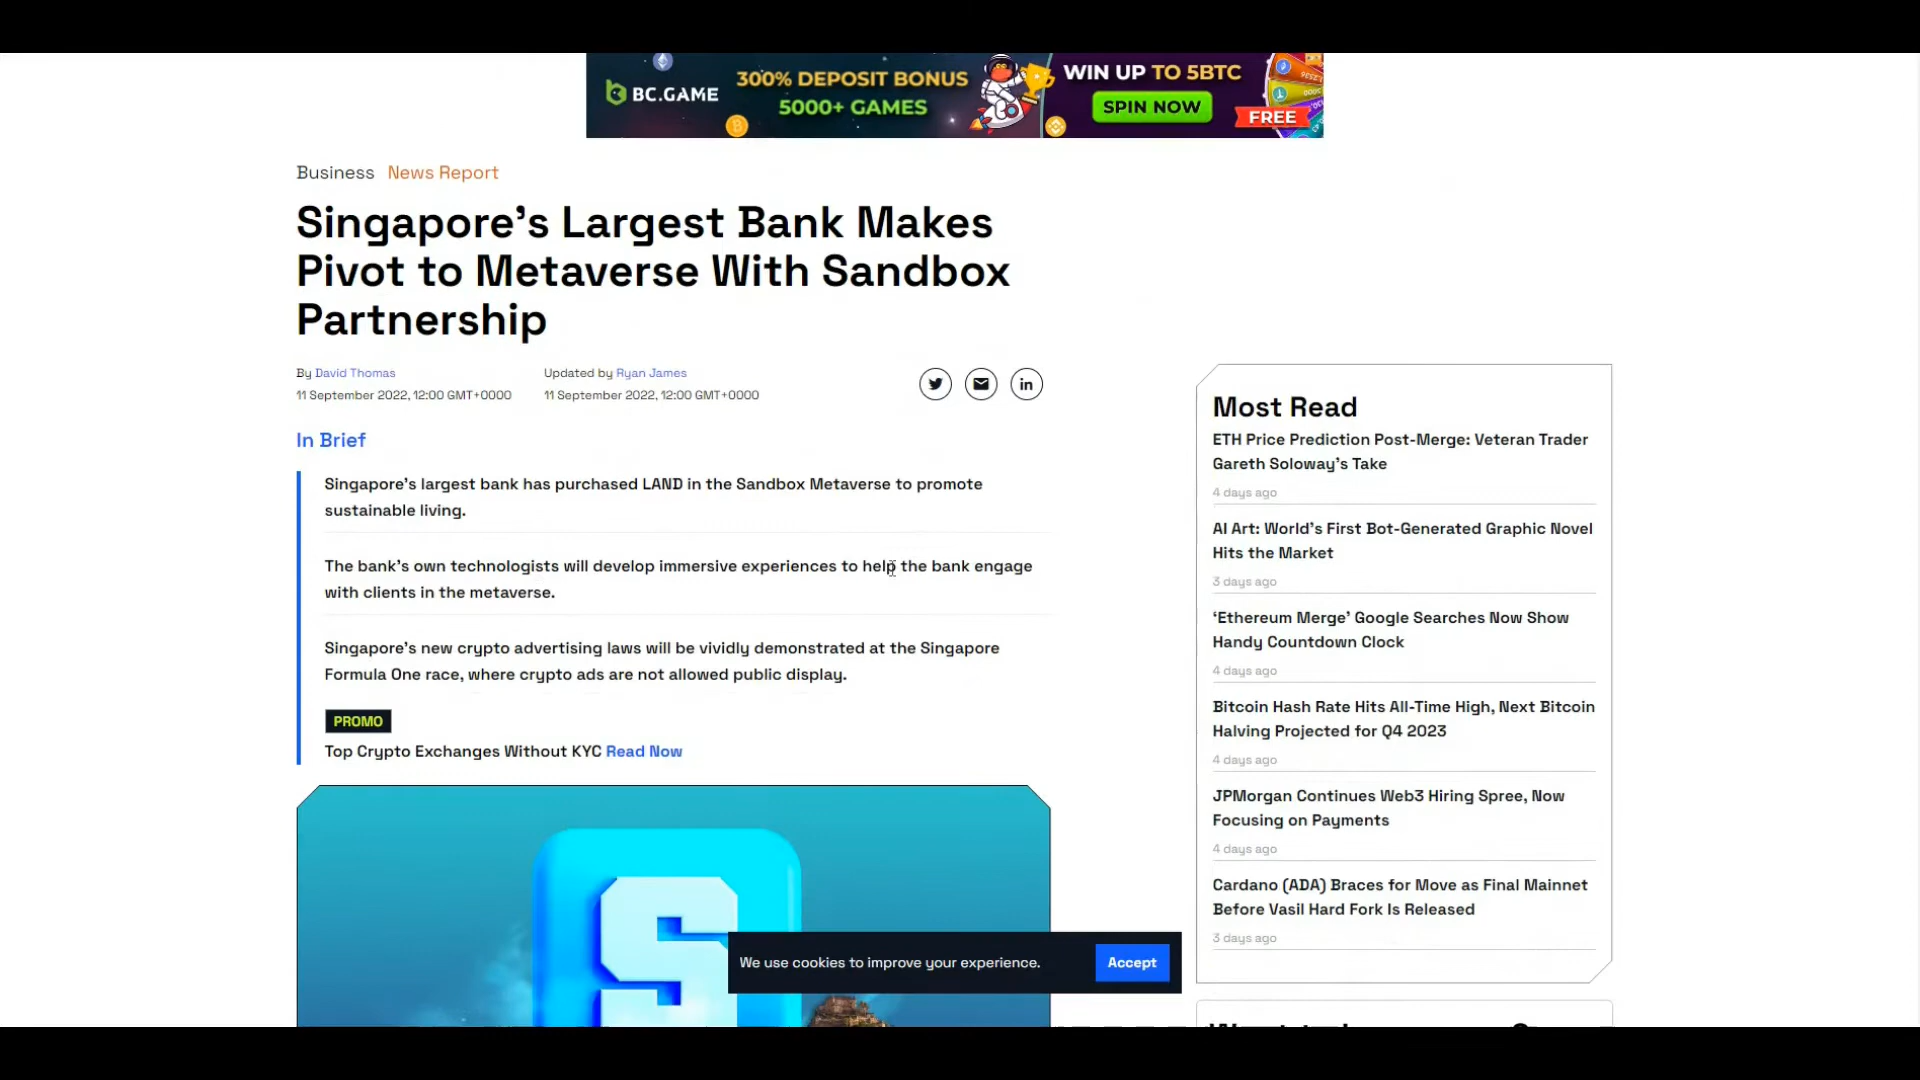 BC.GAME
300% DEPOSIT BONUS
5000+ GAMES
WIN UP TO 5BTC
SPIN NOW
FREE
Business News Report
Singapore's Largest Bank Makes
Pivot to Metaverse With Sandbox
Partnership
By David Thomas
11 September 2022, 12:00 GMT+0000
Updated by Ryan James
11 September 2022, 12:00 GMT+0000
In Brief
Singapore's largest bank has purchased LAND in the Sandbox Metaverse to promote
sustainable living.
The bank's own technologists will develop immersive experiences to help the bank engage
with clients in the metaverse.
Singapore's new crypto advertising laws will be vividly demonstrated at the Singapore
Formula One race, where crypto ads are not allowed public display.
PROMO
Top Crypto Exchanges Without KYC Read Now
S
We use cookies to improve your experience.
Accept
Most Read
ETH Price Prediction Post-Merge: Veteran Trader
Gareth Soloway's Take
4 days ago
AI Art: World's First Bot-Generated Graphic Novel
Hits the Market
3 days ago
‘Ethereum Merge’ Google Searches Now Show
Handy Countdown Clock
4 days ago
Bitcoin Hash Rate Hits All-Time High, Next Bitcoin
Halving Projected for Q4 2023
4 days ago
JPMorgan Continues Web3 Hiring Spree, Now
Focusing on Payments
4 days ago
Cardano (ADA) Braces for Move as Final Mainnet
Before Vasil Hard Fork Is Released
3 days ago